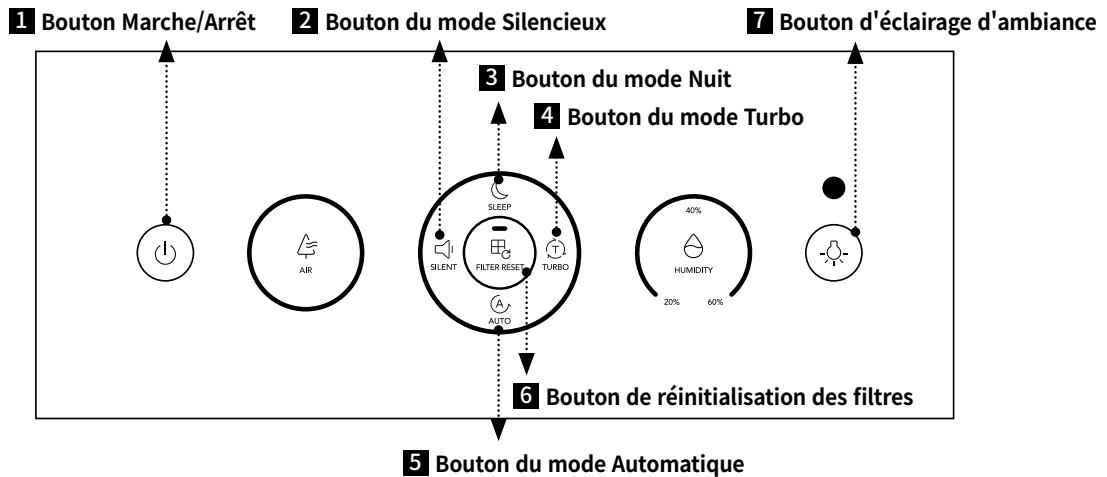 1 Bouton Marche/Arrêt
2 Bouton du mode Silencieux
7 Bouton d'éclairage d'ambiance
3 Bouton du mode Nuit
4 Bouton du mode Turbo
SLEEP
40%
AIR
SILENT
FILTER RESET
TURBO
HUMIDITY
A
T
AUTO
20%
60%
6 Bouton de réinitialisation des filtres
5 Bouton du mode Automatique